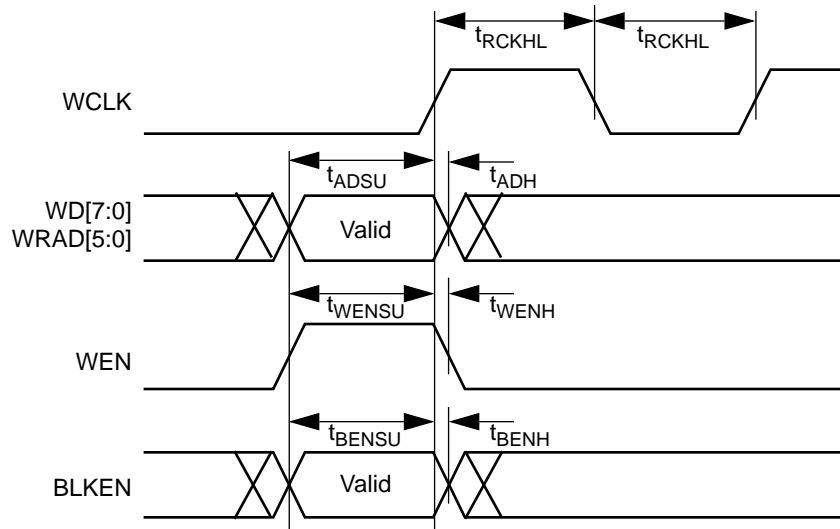 tRCKHL tRCKHL
WCLK
tADSU tADH
WD[7:0]
WRAD[5:0]
Valid
tWENSU tWENH
WEN
tBENSU tBENH
BLKEN
Valid